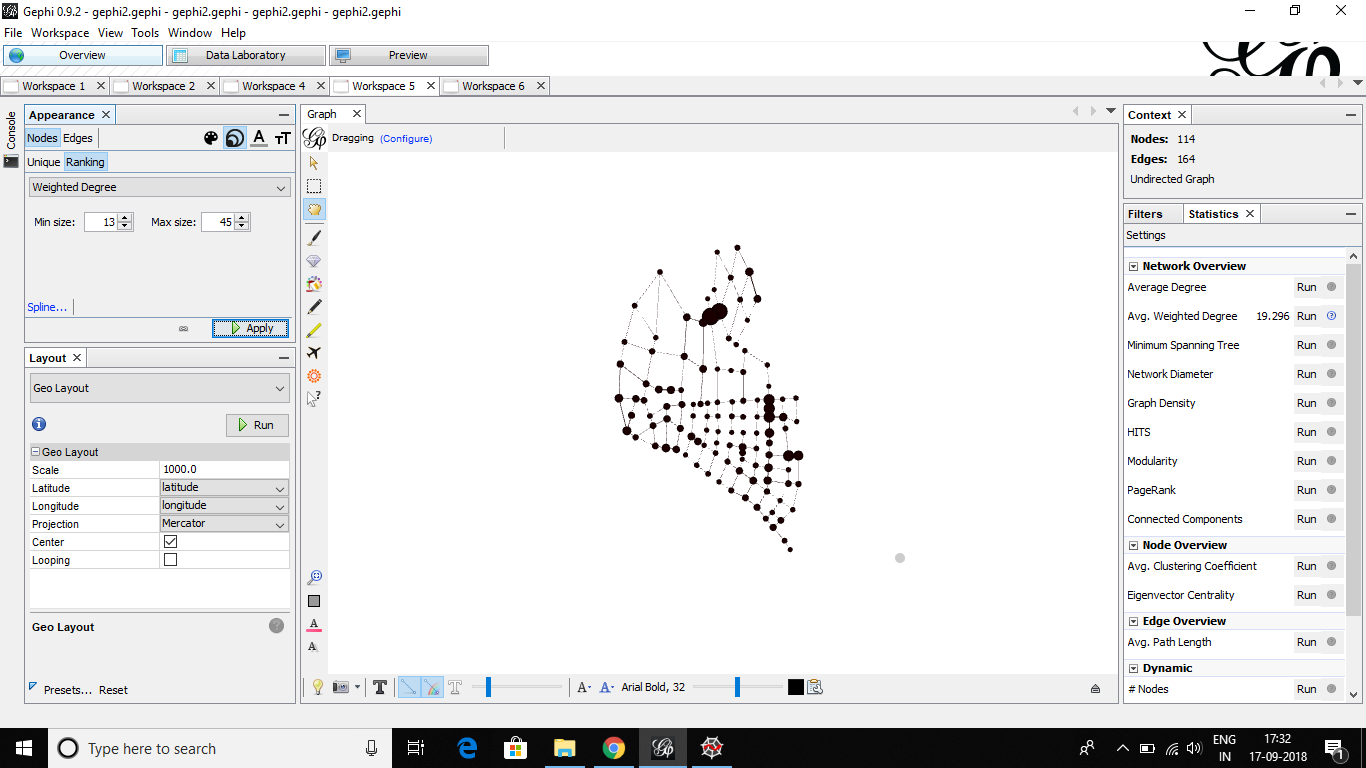 Gephi 0.9.2 - gephi2.gephi - gephi2.gephi - gephi2.gephi - gephi2.gephi
File Workspace View Tools Window Help
Overview Data Laboratory Preview
Workspace 1 Workspace 2 Workspace 4 Workspace 5 Workspace 6
Console
Appearance
Nodes Edges
Unique Ranking
Weighted Degree
Min size: 13 Max size: 45
Spline...
Apply
Layout
Geo Layout
Run
Geo Layout
Scale 1000.0
Latitude latitude
Longitude longitude
Projection Mercator
Center
Looping
Geo Layout
Presets... Reset
Graph
Dragging (Configure)
Arial Bold, 32
Context
Nodes: 114
Edges: 164
Undirected Graph
Filters Statistics
Settings
Network Overview
Average Degree Run
Avg. Weighted Degree 19.296 Run
Minimum Spanning Tree Run
Network Diameter Run
Graph Density Run
HITS Run
Modularity Run
PageRank Run
Connected Components Run
Node Overview
Avg. Clustering Coefficient Run
Eigenvector Centrality Run
Edge Overview
Avg. Path Length Run
Dynamic
# Nodes Run
Type here to search
ENG
IN
17:32
17-09-2018
1